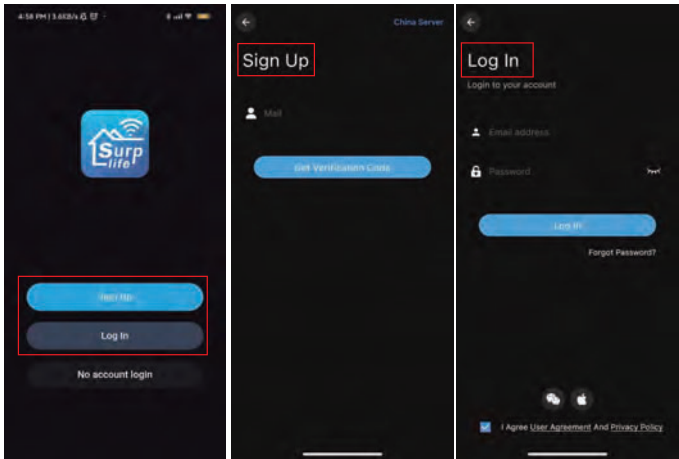 4:58 PM | 3.6KB/s
Surp
life
Sign Up
Log In
No account login
China Server
Sign Up
Mail
Get Verification Code
Log In
Login to your account
Email address
Password
Log In
Forgot Password?
I Agree User Agreement And Privacy Policy